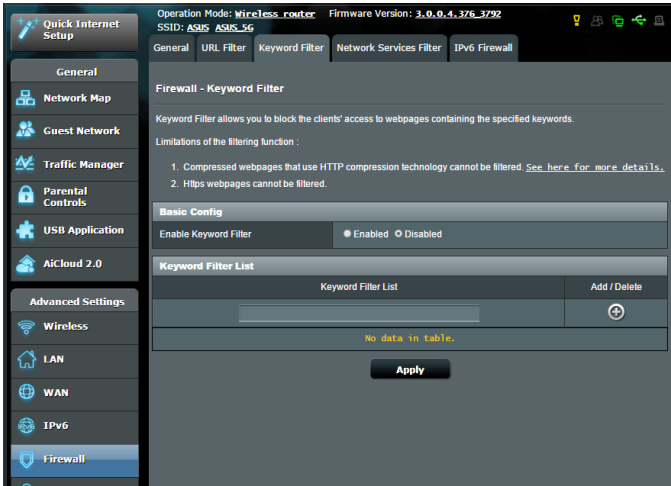 Quick Internet
Setup
Operation Mode: Wireless router Firmware Version: 3.0.0.4.376_3792
SSID: ASUS ASUS_5G
General URL Filter Keyword Filter Network Services Filter IPv6 Firewall
General
Network Map
Guest Network
Traffic Manager
Parental
Controls
USB Application
AiCloud 2.0
Advanced Settings
Wireless
LAN
WAN
IPv6
Firewall
Firewall - Keyword Filter
Keyword Filter allows you to block the clients' access to webpages containing the specified keywords.
Limitations of the filtering function :
1. Compressed webpages that use HTTP compression technology cannot be filtered. See here for more details.
2. Https webpages cannot be filtered.
Basic Config
Enable Keyword Filter Enabled Disabled
Keyword Filter List
Keyword Filter List Add / Delete
No data in table.
Apply